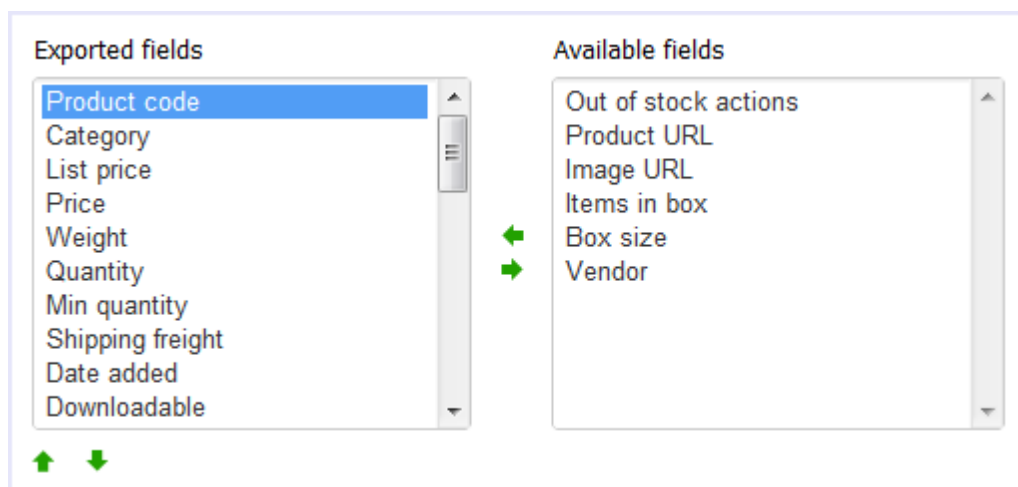 Exported fields
Product code
Category
List price
Price
Weight
Quantity
Min quantity
Shipping freight
Date added
Downloadable
Available fields
Out of stock actions
Product URL
Image URL
Items in box
Box size
Vendor